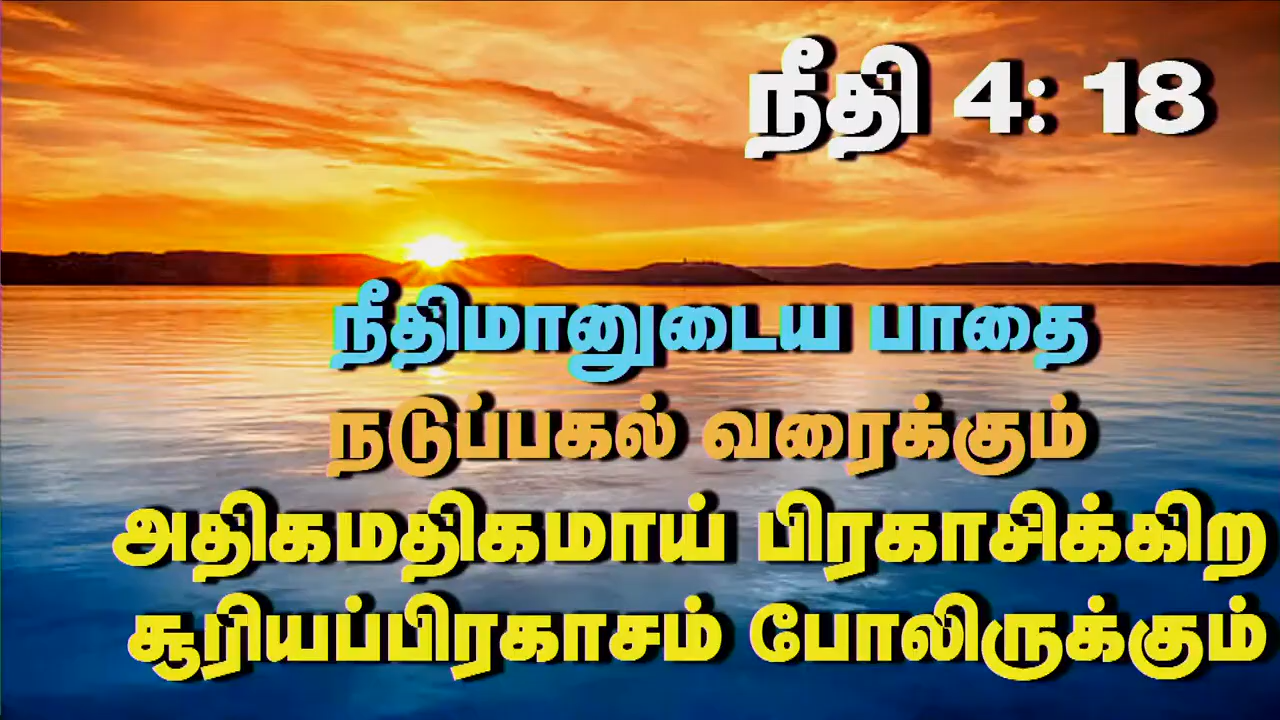 நீதி 4: 18
நீதிமானுடைய பாதை
நடுப்பகல் வரைக்கும்
அதிகமதிகமாய் பிரகாசிக்கிற
சூரியப்பிரகாசம் போலிருக்கும்